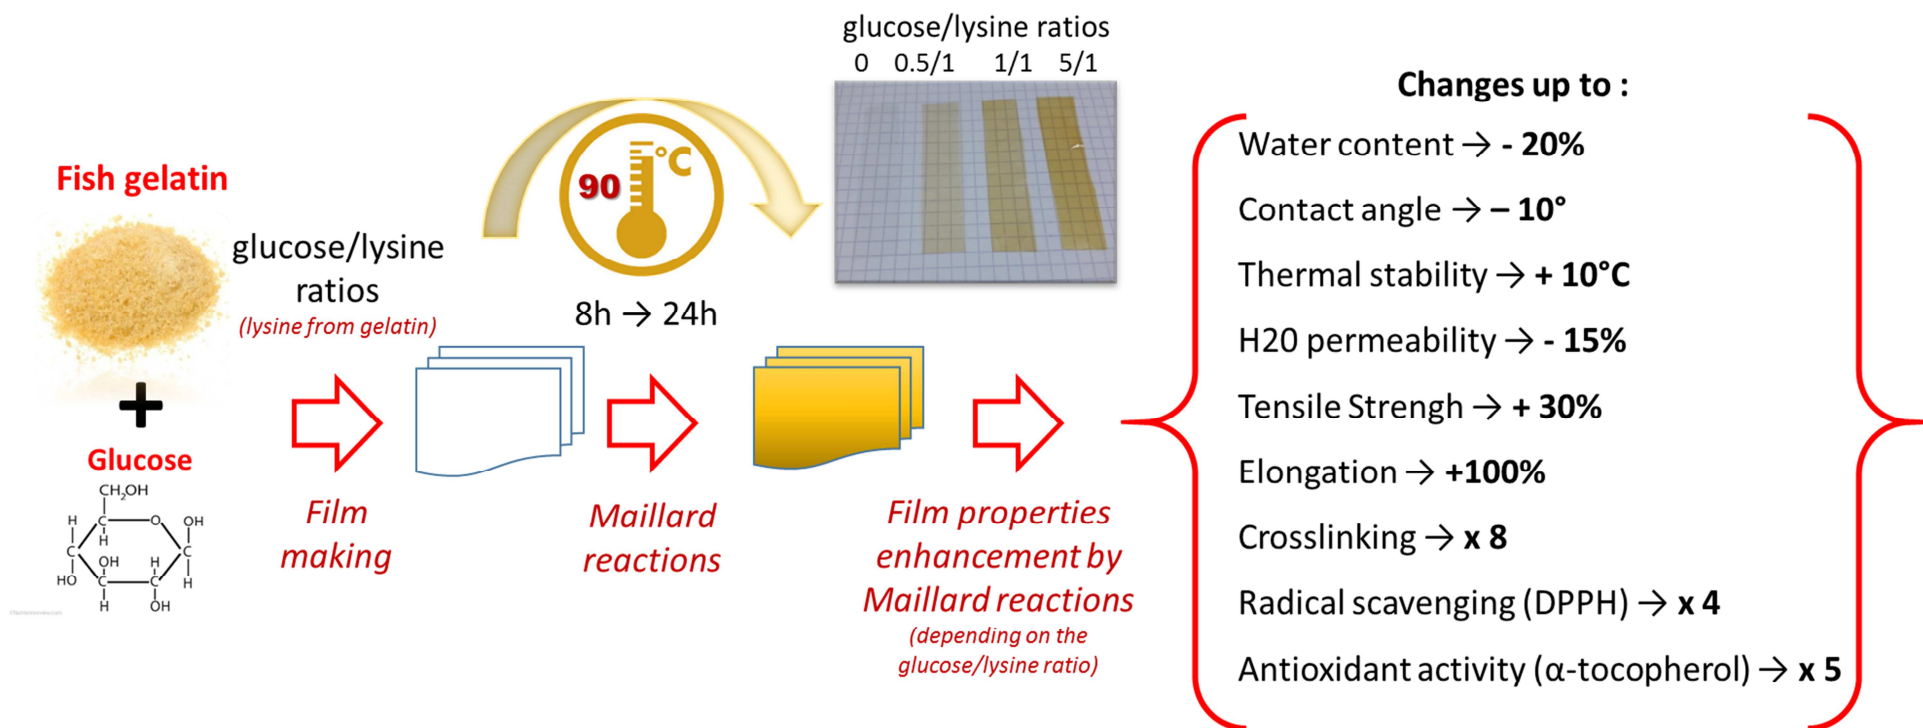 Fish gelatin
Glucose
CH₂OH
H
C
O
OH
H
C
H
OH
H
C
HO
C
C
H
H
OH
glucose/lysine
ratios
(lysine from gelatin)
Film
making
90
°C
8h → 24h
Maillard
reactions
glucose/lysine ratios
0 0.5/1 1/1 5/1
Film properties
enhancement by
Maillard reactions
(depending on the
glucose/lysine ratio)
Changes up to :
Water content → - 20%
Contact angle → – 10°
Thermal stability → + 10°C
H20 permeability → - 15%
Tensile Strengh → + 30%
Elongation → +100%
Crosslinking → x 8
Radical scavenging (DPPH) → x 4
Antioxidant activity (α-tocopherol) → x 5